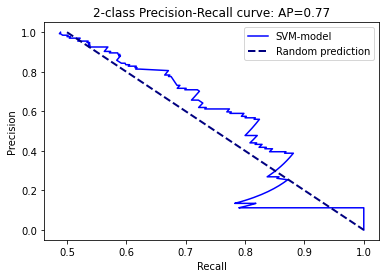 2-class Precision-Recall curve: AP=0.77
SVM-model
Random prediction
Precision
1.0
0.8
0.6
0.4
0.2
0.0
0.5 0.6 0.7 0.8 0.9 1.0
Recall